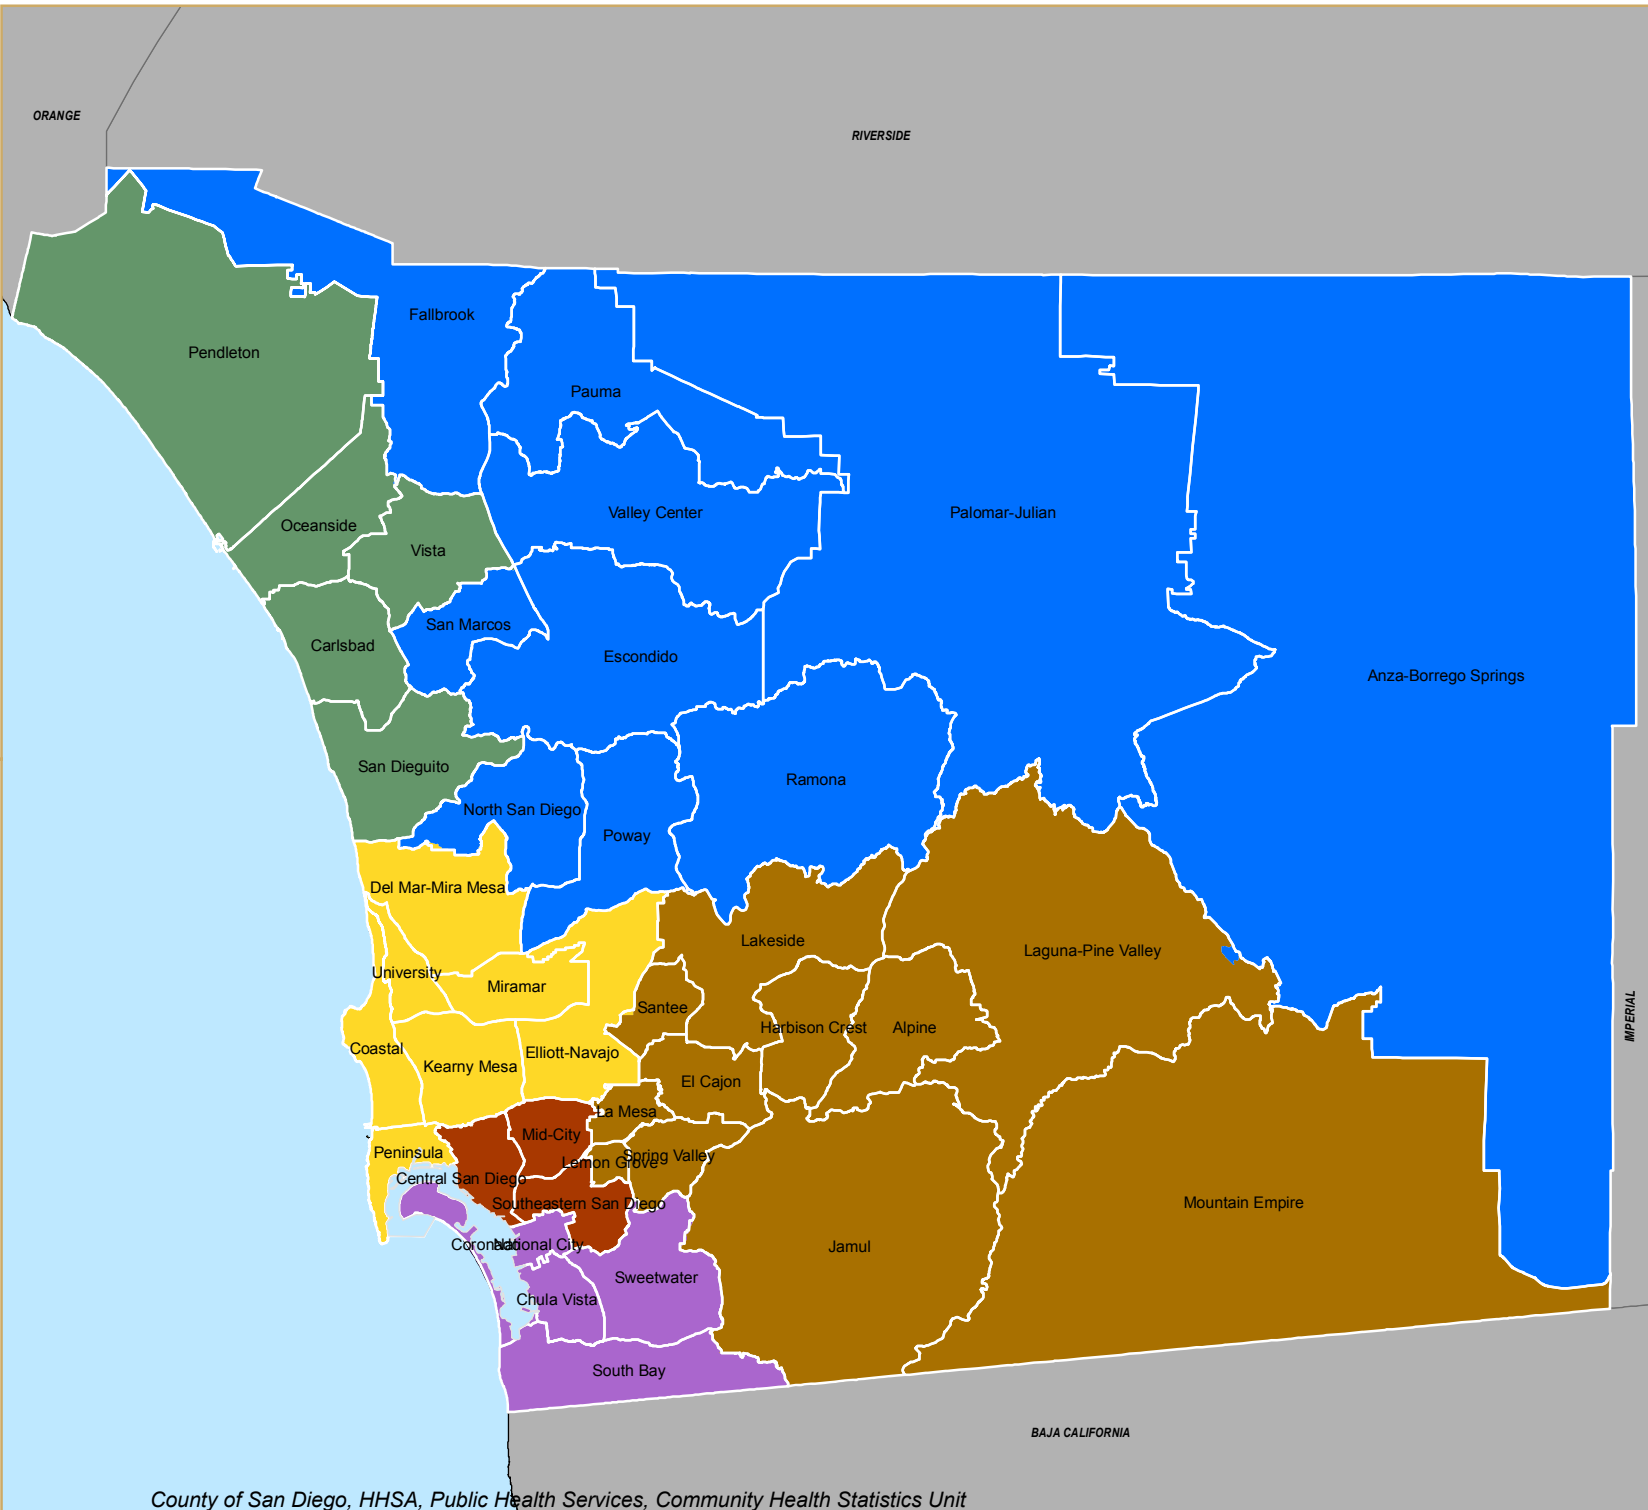 ORANGE
RIVERSIDE
Fallbrook
Pendleton
Pauma
Valley Center
Palomar-Julian
Oceanside
Vista
San Marcos
Carlsbad
Escondido
Anza-Borrego Springs
San Dieguito
Ramona
North San Diego
Poway
Del Mar-Mira Mesa
Lakeside
Laguna-Pine Valley
University
Miramar
Santee
Harbison Crest
Alpine
IMPERIAL
Coastal
Elliott-Navajo
Kearny Mesa
El Cajon
La Mesa
Mid-City
Peninsula
Lemon Grove
Spring Valley
Central San Diego
Southeastern San Diego
Mountain Empire
Coronado
National City
Jamul
Sweetwater
Chula Vista
South Bay
BAJA CALIFORNIA
County of San Diego, HHSA, Public Health Services, Community Health Statistics Unit